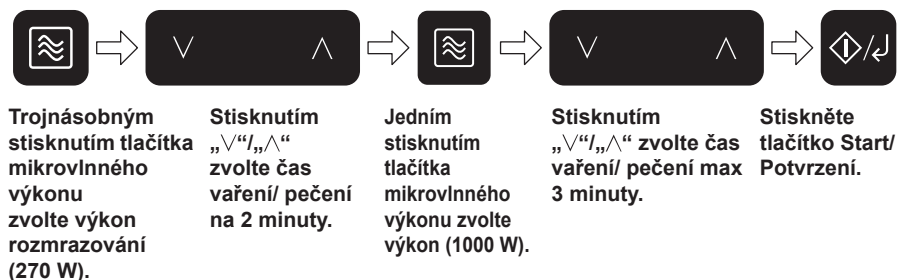 Trojnásobným
stisknutím tlačítka
mikrovlnného
výkonu
zvolte výkon
rozmrazování
(270 W).
Stisknutím
„∨“/„∧“
zvolte čas
vaření/ pečení
na 2 minuty.
Jedním
stisknutím
tlačítka
mikrovlnného
výkonu zvolte
výkon (1000 W).
Stisknutím
„∨“/„∧“ zvolte čas
vaření/ pečení max
3 minuty.
Stiskněte
tlačítko Start/
Potvrzení.